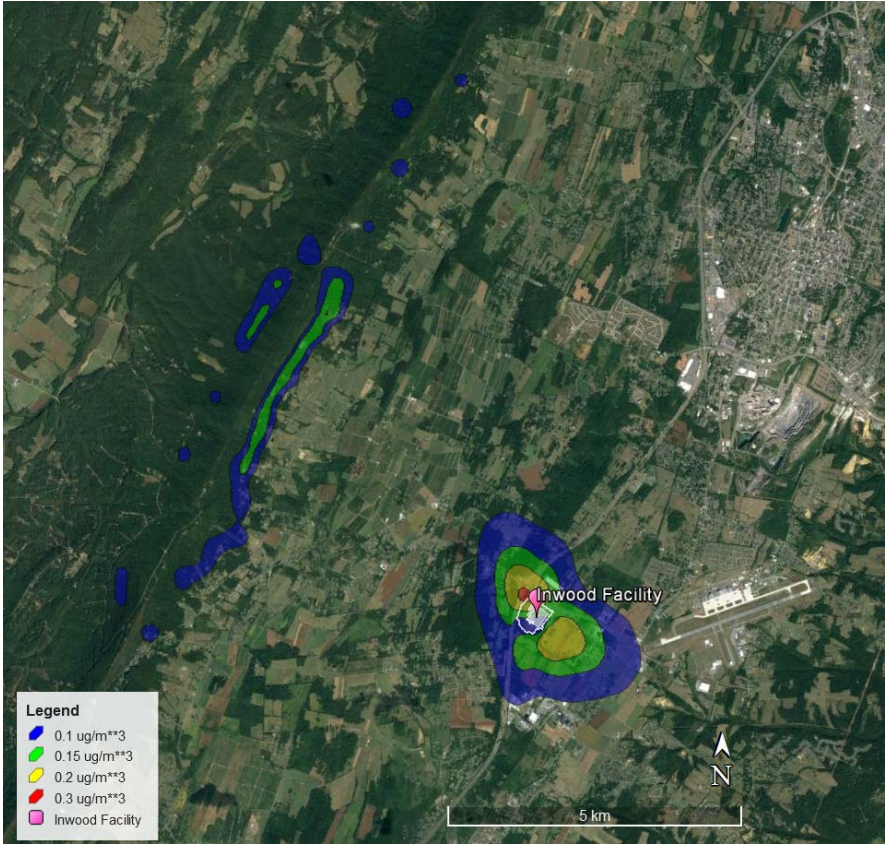 Inwood Facility
Legend
0.1 ug/m**3
0.15 ug/m**3
0.2 ug/m**3
0.3 ug/m**3
Inwood Facility
N
5 km